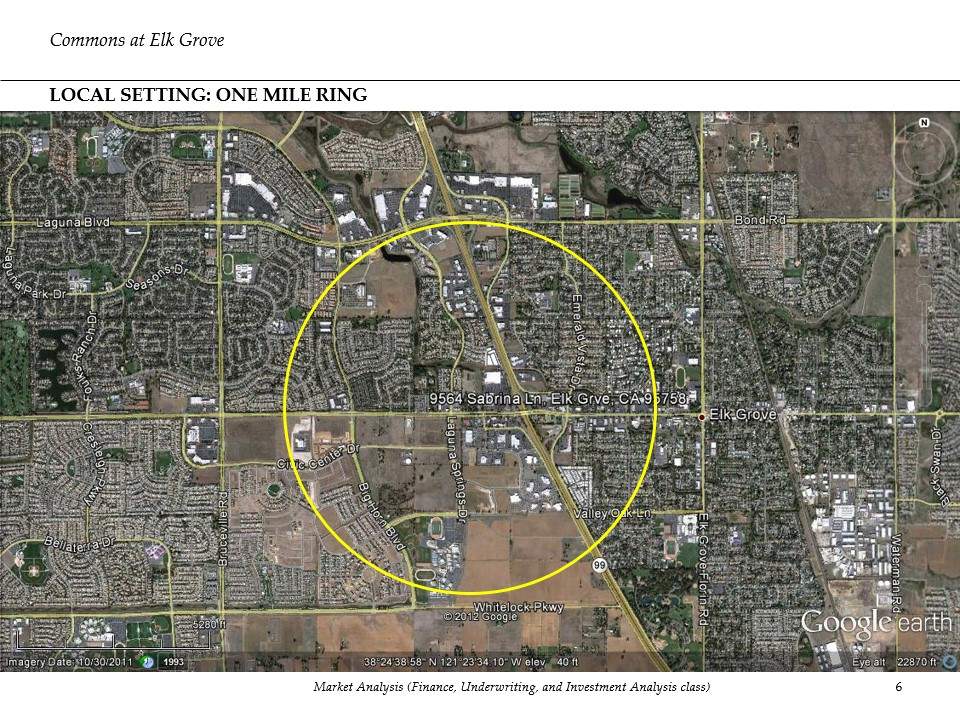 Commons at Elk Grove
LOCAL SETTING: ONE MILE RING
N
Laguna Blvd
Bond Rd
Laguna Park Dr
Seasons Dr
Ranch Dr
Foulks
Emerald Vista Dr
9564 Sabrina Ln, Elk Grve, CA 95758
Elk Grove
Laguna Springs Dr
Civic Center Dr
Crestleigh Pkwy
Big Horn Blvd
Bruceville Rd
Black Swan Dr
Valley Oak Ln
Elk Grove Florin Rd
Waterman Rd
Bellaterra Dr
99
Whitelock Pkwy
© 2012 Google
Google earth
5280 ft
Imagery Date: 10/30/2011
1993
38°24'38.58" N 121°23'34.10" W elev 40 ft
Eye alt 22870 ft
Market Analysis (Finance, Underwriting, and Investment Analysis class)
6